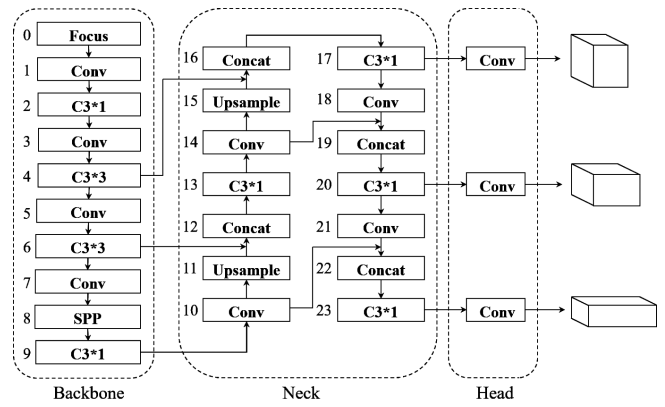 0 Focus
1 Conv
2 C3*1
3 Conv
4 C3*3
5 Conv
6 C3*3
7 Conv
8 SPP
9 C3*1
Backbone
16 Concat
15 Upsample
14 Conv
13 C3*1
12 Concat
11 Upsample
10 Conv
17 C3*1
18 Conv
19 Concat
20 C3*1
21 Conv
22 Concat
23 C3*1
Neck
Conv
Conv
Conv
Head